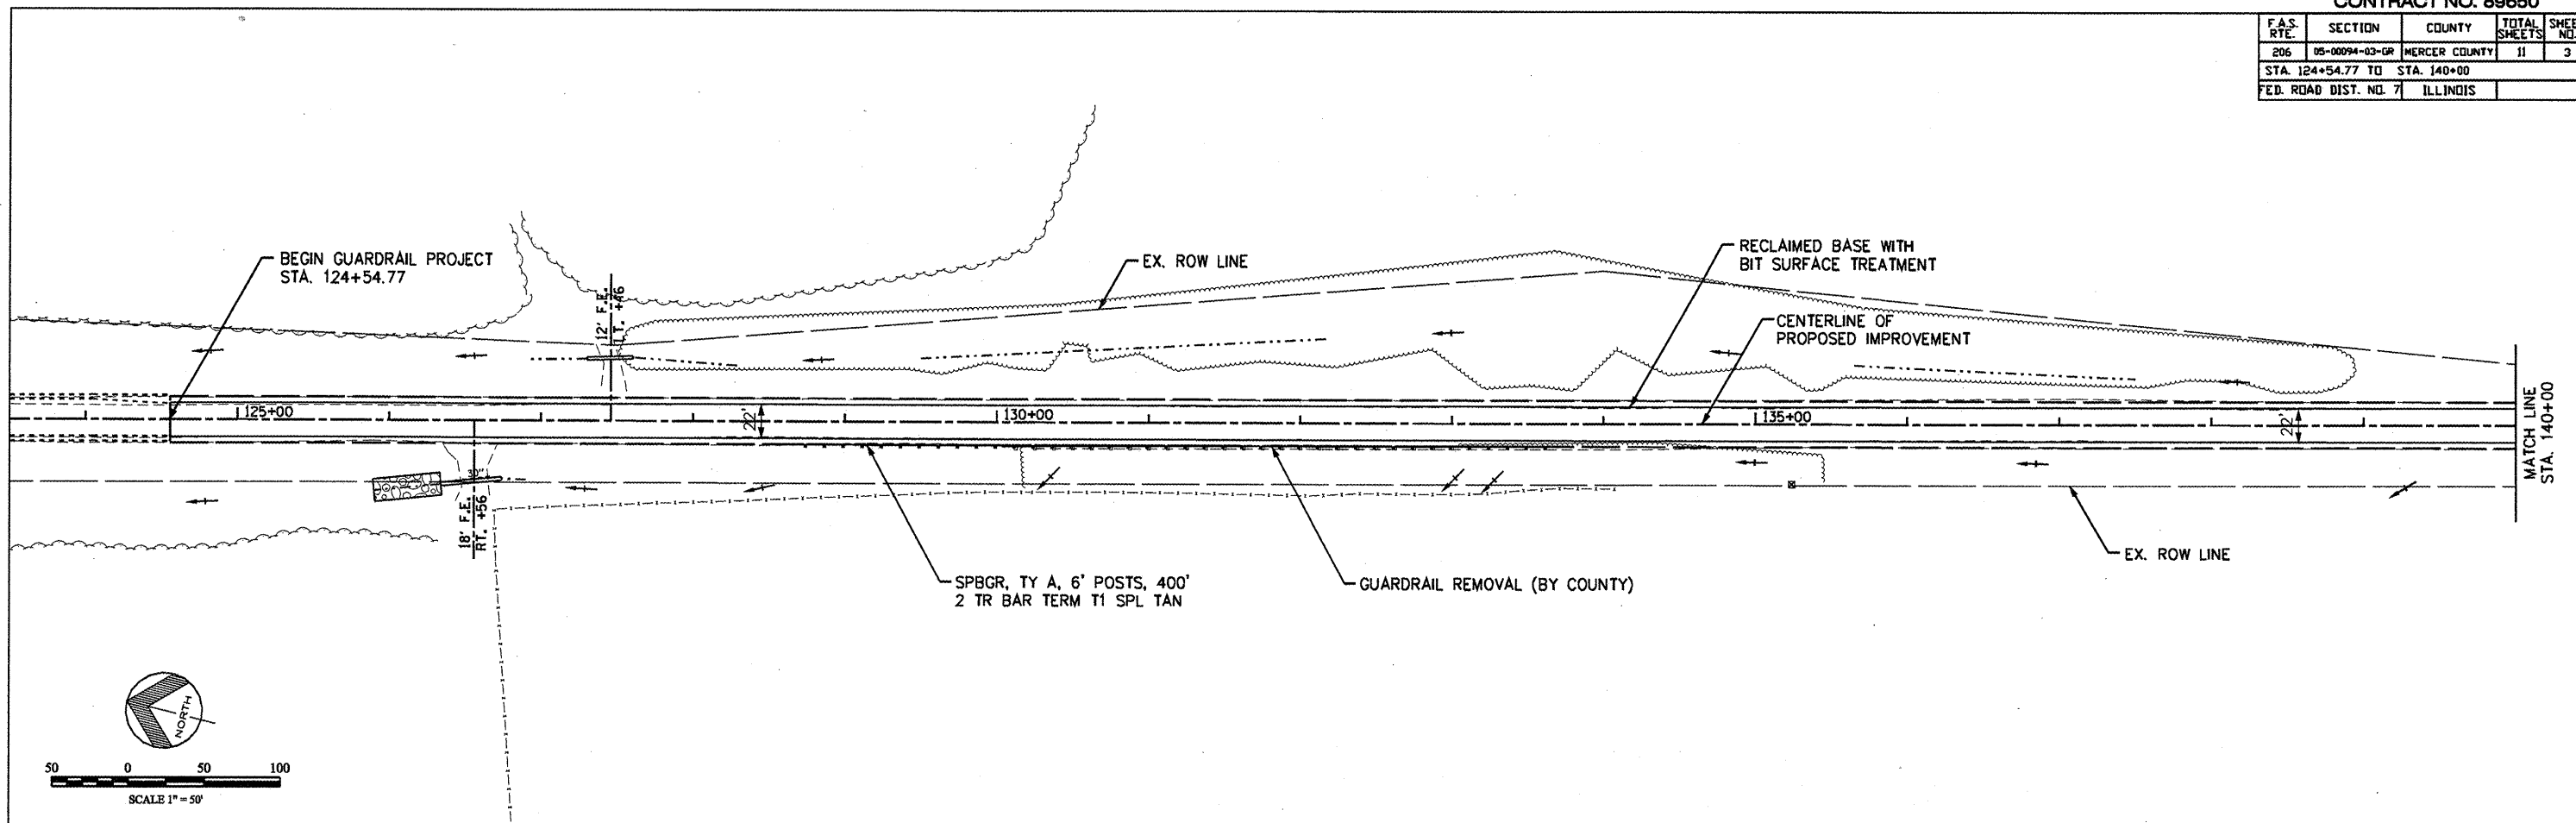 CONTRACT NO. 89650
F.A.S. RTE. SECTION COUNTY TOTAL SHEETS
206 05-00094-03-GR MERCER COUNTY 11 3
STA. 124+54.77 TO STA. 140+00
FED. ROAD DIST. NO. 7 ILLINOIS
BEGIN GUARDRAIL PROJECT
STA. 124+54.77
12' F.E.
LT. +46
EX. ROW LINE
RECLAIMED BASE WITH
BIT SURFACE TREATMENT
CENTERLINE OF
PROPOSED IMPROVEMENT
125+00
22'
130+00
135+00
22'
MATCH LINE
STA. 140+00
30"
18' F.E.
RT. +56
SPBGR, TY A, 6' POSTS, 400'
2 TR BAR TERM T1 SPL TAN
GUARDRAIL REMOVAL (BY COUNTY)
EX. ROW LINE
NORTH
50 0 50 100
SCALE 1" = 50'